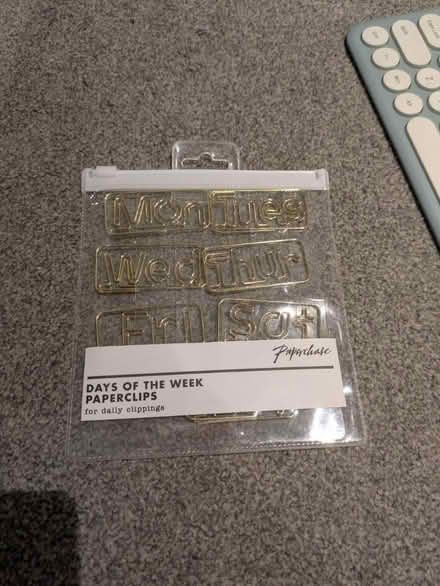 Mon Tues
Wed Thur
Fri Sat
Paperchase
DAYS OF THE WEEK
PAPERCLIPS
for daily clippings